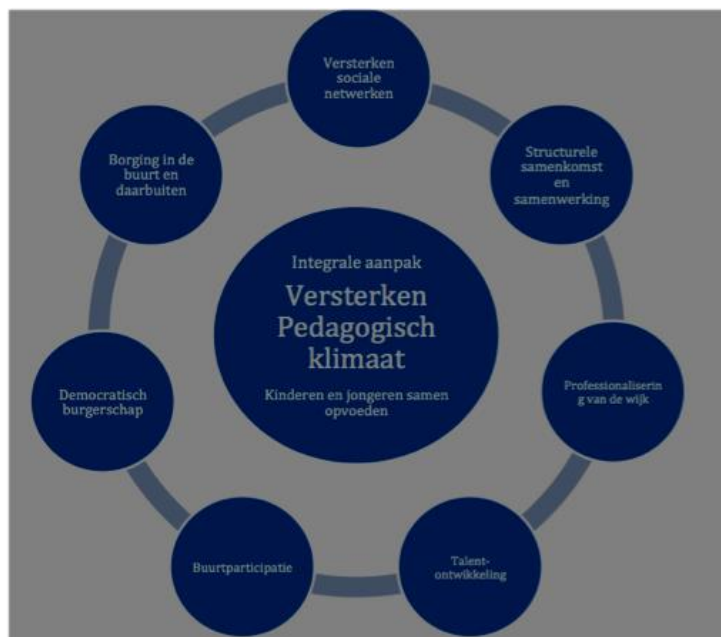 Versterken
sociale
netwerken
Structurele
samenkomst
en
samenwerking
Professionaliserin
g van de wijk
Talent-
ontwikkeling
Buurtparticipatie
Democratisch
burgerschap
Borging in de
buurt en
daarbuiten
Integrale aanpak
Versterken
Pedagogisch
klimaat
Kinderen en jongeren samen
opvoeden